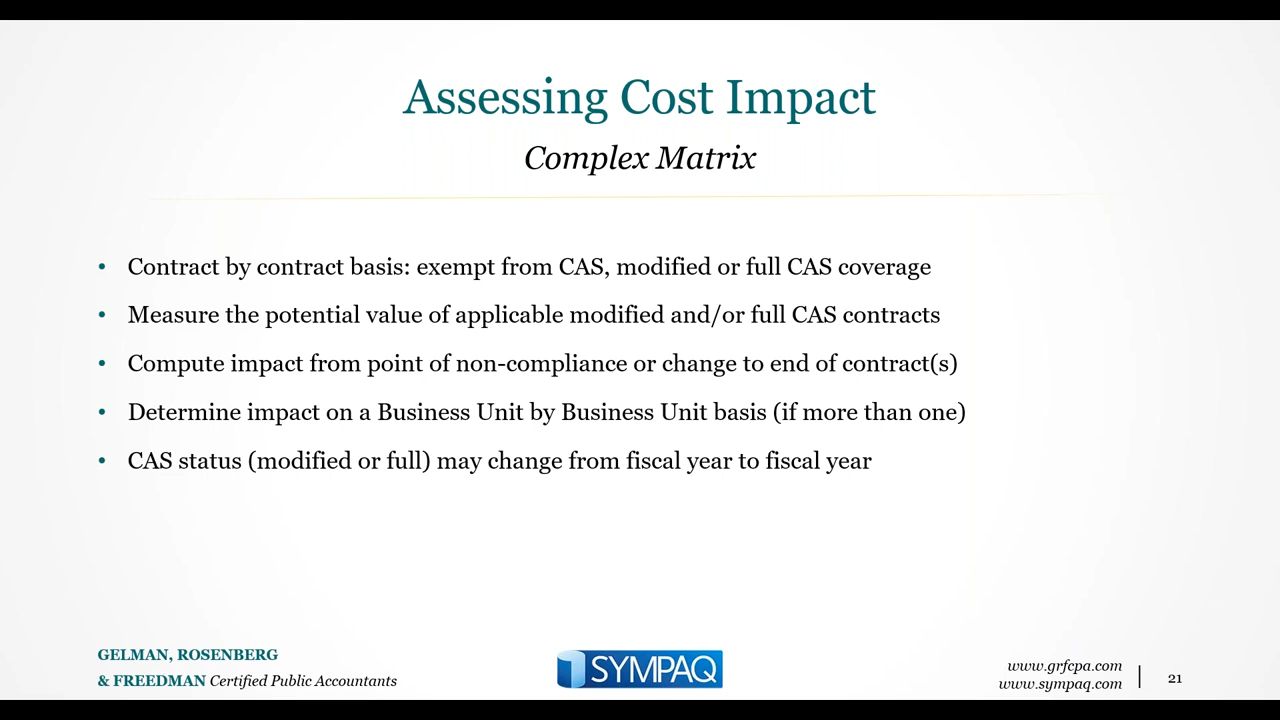 Assessing Cost Impact
Complex Matrix
• Contract by contract basis: exempt from CAS, modified or full CAS coverage
• Measure the potential value of applicable modified and/or full CAS contracts
• Compute impact from point of non-compliance or change to end of contract(s)
• Determine impact on a Business Unit by Business Unit basis (if more than one)
• CAS status (modified or full) may change from fiscal year to fiscal year
GELMAN, ROSENBERG
& FREEDMAN Certified Public Accountants
SYMPAQ
www.grfcpa.com
www.sympaq.com
21